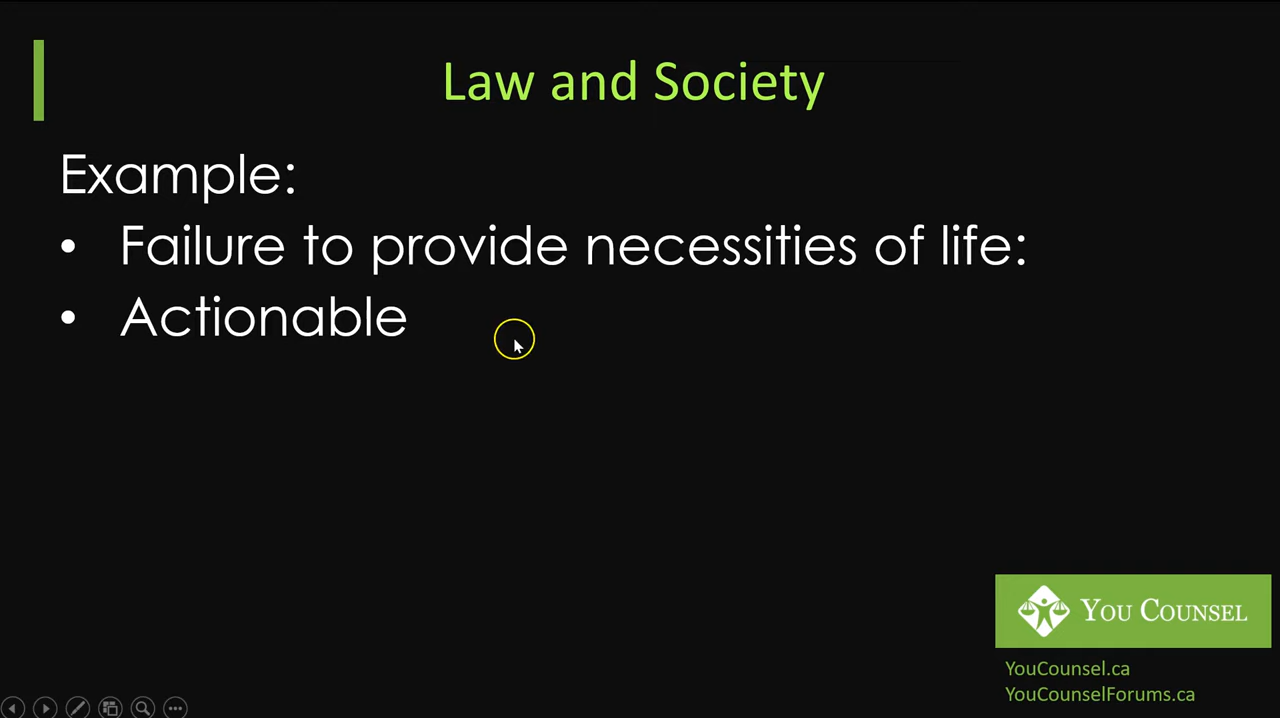 Law and Society
Example:
• Failure to provide necessities of life:
• Actionable
YOU COUNSEL
YouCounsel.ca
YouCounselForums.ca